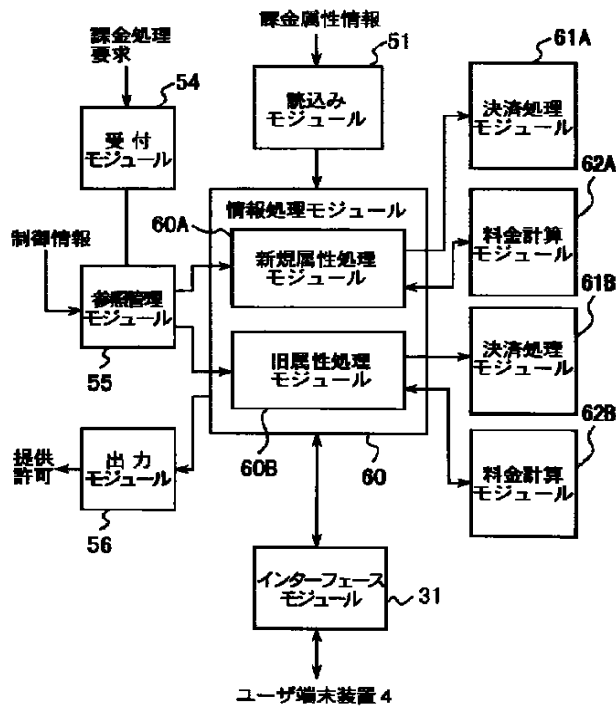 課金属性情報
51
読込み
モジュール
課金処理
要求
54
受付
モジュール
61A
決済処理
モジュール
62A
料金計算
モジュール
情報処理モジュール
60A
新規属性処理
モジュール
制御情報
参照管理
モジュール
55
61B
決済処理
モジュール
旧属性処理
モジュール
60B
60
62B
料金計算
モジュール
提供
許可
出力
モジュール
56
インターフェース
モジュール
31
ユーザ端末装置4